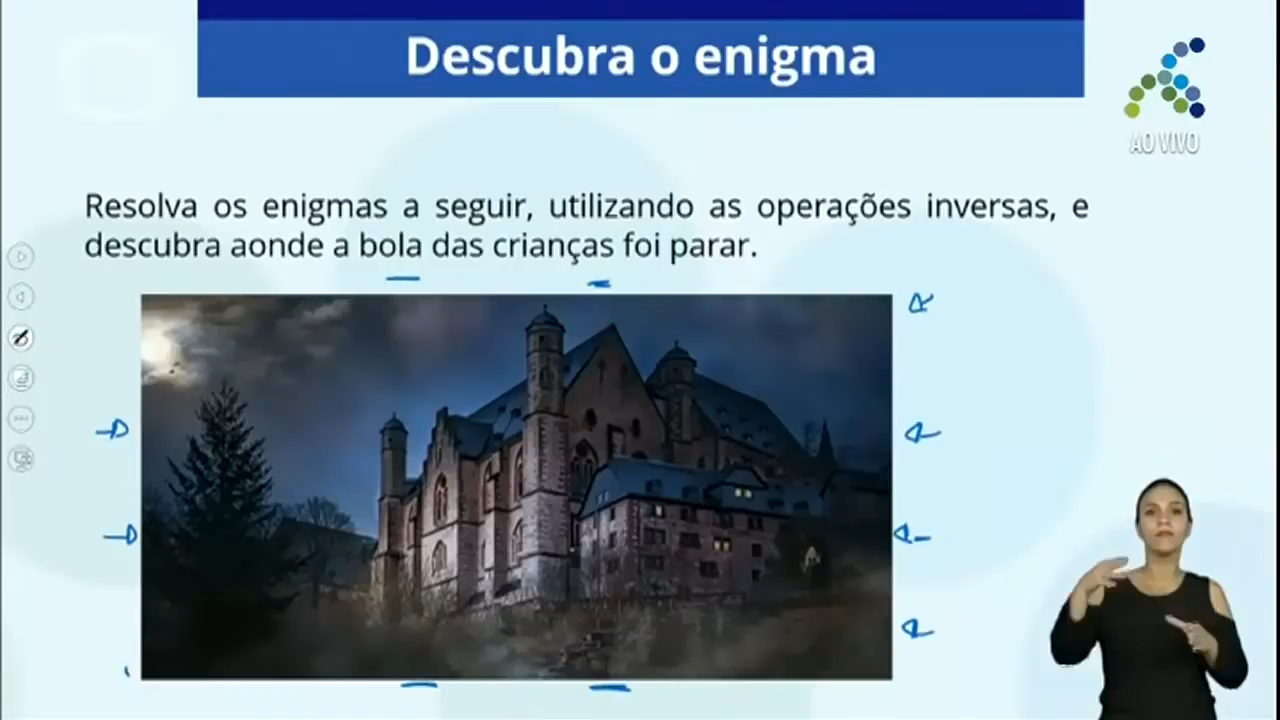 Descubra o enigma
AO VIVO
Resolva os enigmas a seguir, utilizando as operações inversas, e
descubra aonde a bola das crianças foi parar.